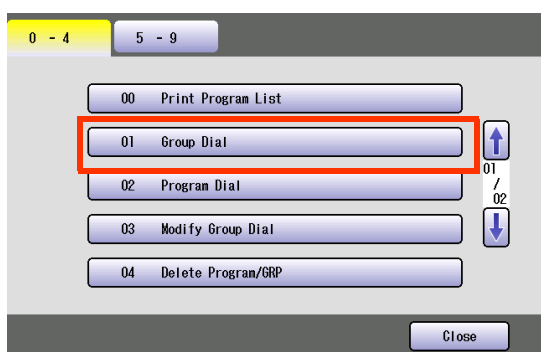 0 - 4
5 - 9
00 Print Program List
01 Group Dial
01
/
02
02 Program Dial
03 Modify Group Dial
04 Delete Program/GRP
Close